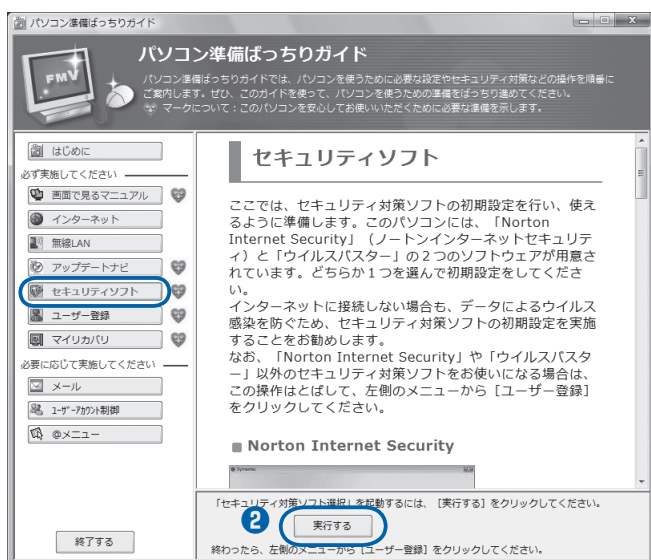 パソコン準備ばっちりガイド
パソコン準備ばっちりガイド
FMV
パソコン準備ばっちりガイドでは、パソコンを使うために必要な設定やセキュリティ対策などの操作を順番に
ご案内します。ぜひ、このガイドを使って、パソコンを使うための準備をばっちり進めてください。
マークについて:このパソコンを安心してお使いいただくために必要な準備を示します。
はじめに
必ず実施してください
画面で見るマニュアル
インターネット
無線LAN
アップデートナビ
セキュリティソフト
ユーザー登録
マイリカバリ
必要に応じて実施してください
メール
ユーザーアカウント制御
@メニュー
終了する
セキュリティソフト
ここでは、セキュリティ対策ソフトの初期設定を行い、使え
るように準備します。このパソコンには、「Norton
Internet Security」(ノートンインターネットセキュリテ
ィ)と「ウイルスバスター」の2つのソフトウェアが用意さ
れています。どちらか1つを選んで初期設定をしてくださ
い。
インターネットに接続しない場合も、データによるウイルス
感染を防ぐため、セキュリティ対策ソフトの初期設定を実施
することをお勧めします。
なお、「Norton Internet Security」や「ウイルスバスタ
ー」以外のセキュリティ対策ソフトをお使いになる場合は、
この操作はとばして、左側のメニューから[ユーザー登録]
をクリックしてください。
Norton Internet Security
Symantec
「セキュリティ対策ソフト選択」を起動するには、[実行する]をクリックしてください。
2
実行する
終わったら、左側のメニューから[ユーザー登録]をクリックしてください。